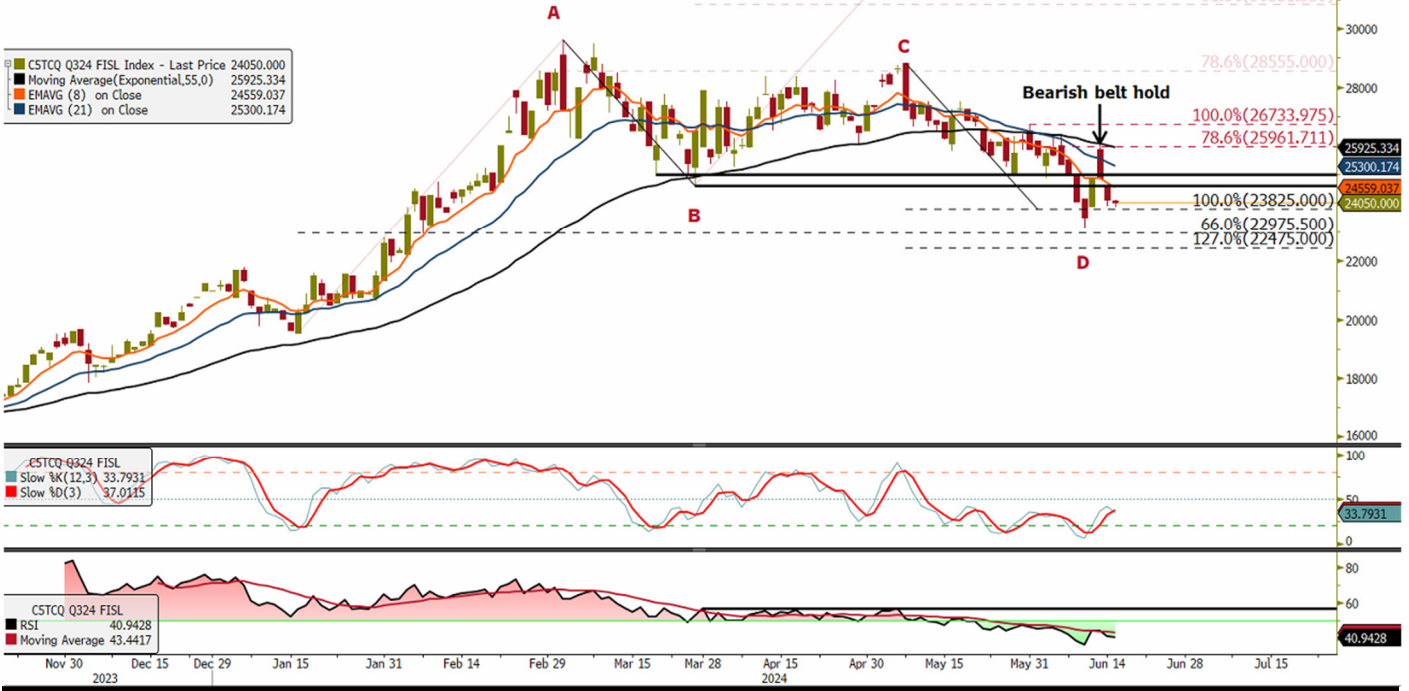 A
30000
C
C5TCQ Q324 FISL Index - Last Price 24050.000
Moving Average(Exponential,55,0) 25925.334
EMAVG (8) on Close 24559.037
EMAVG (21) on Close 25300.174
78.6%(28555.000)
28000
Bearish belt hold
100.0%(26733.975)
78.6%(25961.711)
25925.334
25300.174
24559.037
B
100.0%(23825.000)
24050.000
66.0%(22975.500)
127.0%(22475.000)
D
22000
20000
18000
16000
C5TCQ Q324 FISL
Slow %K(12,3) 33.7931
Slow %D(3) 37.0115
100
50
33.7931
0
80
C5TCQ Q324 FISL
RSI 40.9428
Moving Average 43.4417
60
40.9428
Nov 30 Dec 15 Dec 29 Jan 15 Jan 31 Feb 14 Feb 29 Mar 15 Mar 28 Apr 15 Apr 30 May 15 May 31 Jun 14 Jun 28 Jul 15
2023 2024